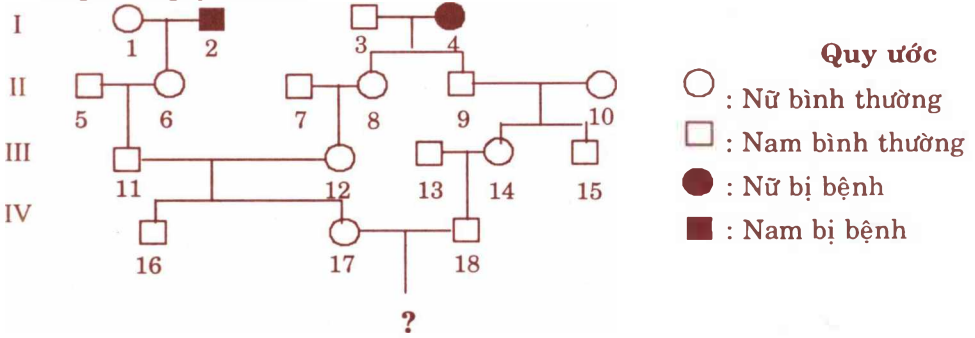 I
1
2
3
4
II
5
6
7
8
9
10
III
11
12
13
14
15
IV
16
17
18
?
Quy ước
: Nữ bình thường
: Nam bình thường
: Nữ bị bệnh
: Nam bị bệnh